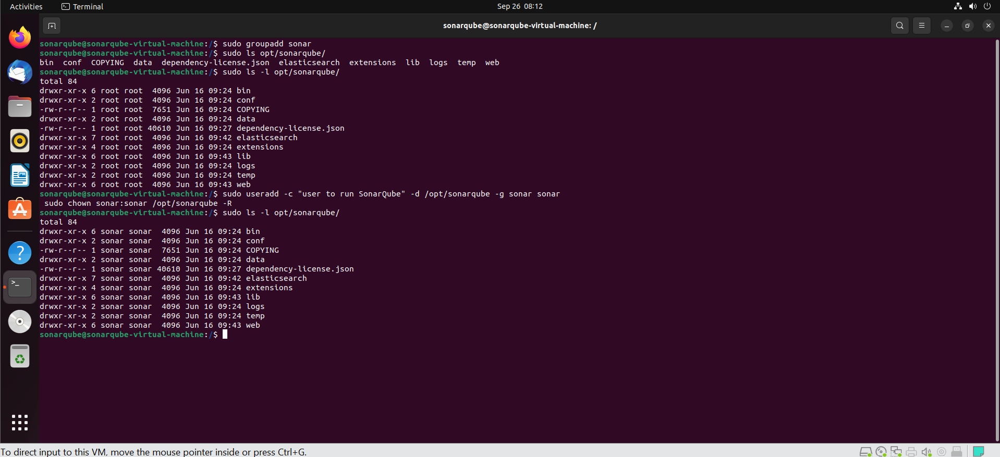 Activities Terminal Sep 26 08:12
sonarqube@sonarqube-virtual-machine: /
sonarqube@sonarqube-virtual-machine:/$ sudo groupadd sonar
sonarqube@sonarqube-virtual-machine:/$ sudo ls opt/sonarqube/
bin  conf  COPYING  data  dependency-license.json  elasticsearch  extensions  lib  logs  temp  web
sonarqube@sonarqube-virtual-machine:/$ sudo ls -l opt/sonarqube/
total 84
drwxr-xr-x 6 root root  4096 Jun 16 09:24 bin
drwxr-xr-x 2 root root  4096 Jun 16 09:24 conf
-rw-r--r-- 1 root root  7651 Jun 16 09:24 COPYING
drwxr-xr-x 2 root root  4096 Jun 16 09:24 data
-rw-r--r-- 1 root root 40610 Jun 16 09:27 dependency-license.json
drwxr-xr-x 7 root root  4096 Jun 16 09:42 elasticsearch
drwxr-xr-x 4 root root  4096 Jun 16 09:24 extensions
drwxr-xr-x 6 root root  4096 Jun 16 09:43 lib
drwxr-xr-x 2 root root  4096 Jun 16 09:24 logs
drwxr-xr-x 2 root root  4096 Jun 16 09:24 temp
drwxr-xr-x 6 root root  4096 Jun 16 09:43 web
sonarqube@sonarqube-virtual-machine:/$ sudo useradd -c "user to run SonarQube" -d /opt/sonarqube -g sonar sonar
 sudo chown sonar:sonar /opt/sonarqube -R
sonarqube@sonarqube-virtual-machine:/$ sudo ls -l opt/sonarqube/
total 84
drwxr-xr-x 6 sonar sonar  4096 Jun 16 09:24 bin
drwxr-xr-x 2 sonar sonar  4096 Jun 16 09:24 conf
-rw-r--r-- 1 sonar sonar  7651 Jun 16 09:24 COPYING
drwxr-xr-x 2 sonar sonar  4096 Jun 16 09:24 data
-rw-r--r-- 1 sonar sonar 40610 Jun 16 09:27 dependency-license.json
drwxr-xr-x 7 sonar sonar  4096 Jun 16 09:42 elasticsearch
drwxr-xr-x 4 sonar sonar  4096 Jun 16 09:24 extensions
drwxr-xr-x 6 sonar sonar  4096 Jun 16 09:43 lib
drwxr-xr-x 2 sonar sonar  4096 Jun 16 09:24 logs
drwxr-xr-x 2 sonar sonar  4096 Jun 16 09:24 temp
drwxr-xr-x 6 sonar sonar  4096 Jun 16 09:43 web
sonarqube@sonarqube-virtual-machine:/$
To direct input to this VM, move the mouse pointer inside or press Ctrl+G.